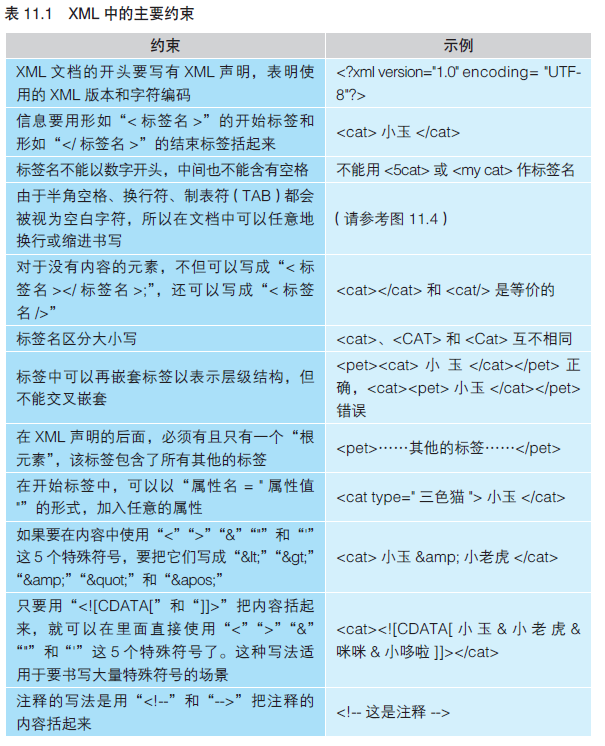 表 11.1 XML 中的主要约束
约束
示例
XML 文档的开头要写有 XML 声明，表明使
用的 XML 版本和字符编码
<?xml version="1.0" encoding= "UTF-
8"?>
信息要用形如“< 标签名 >”的开始标签和
形如“</ 标签名 >”的结束标签括起来
<cat> 小玉 </cat>
标签名不能以数字开头，中间也不能含有空格
不能用 <5cat> 或 <my cat> 作标签名
由于半角空格、换行符、制表符（TAB）都会
被视为空白字符，所以在文档中可以任意地
换行或缩进书写
（请参考图 11.4）
对于没有内容的元素，不但可以写成“< 标
签名 ></ 标签名 >;”，还可以写成“< 标签
名 />”
<cat></cat> 和 <cat/> 是等价的
标签名区分大小写
<cat>、<CAT> 和 <Cat> 互不相同
标签中可以再嵌套标签以表示层级结构，但
不能交叉嵌套
<pet><cat> 小 玉 </cat></pet> 正
确，<cat><pet> 小玉 </cat></pet>
错误
在 XML 声明的后面，必须有且只有一个“根
元素”，该标签包含了所有其他的标签
<pet>……其他的标签……</pet>
在开始标签中，可以以“属性名 = " 属性值
"”的形式，加入任意的属性
<cat type=" 三色猫 "> 小玉 </cat>
如果要在内容中使用“<”“>”“&”“"”和“'”
这 5 个特殊符号，要把它们写成“&lt;”“&gt;”
“&amp;”“&quot;”和“&apos;”
<cat> 小玉 &amp; 小老虎 </cat>
只要用“<![CDATA[”和“]]>”把内容括起
来，就可以在里面直接使用“<”“>”“&”
“"”和“'”这 5 个特殊符号了。这种写法适
用于要书写大量特殊符号的场景
<cat><![CDATA[ 小 玉 & 小 老 虎 &
咪咪 & 小哆啦 ]]></cat>
注释的写法是用“<!--”和“-->”把注释的
内容括起来
<!-- 这是注释 -->